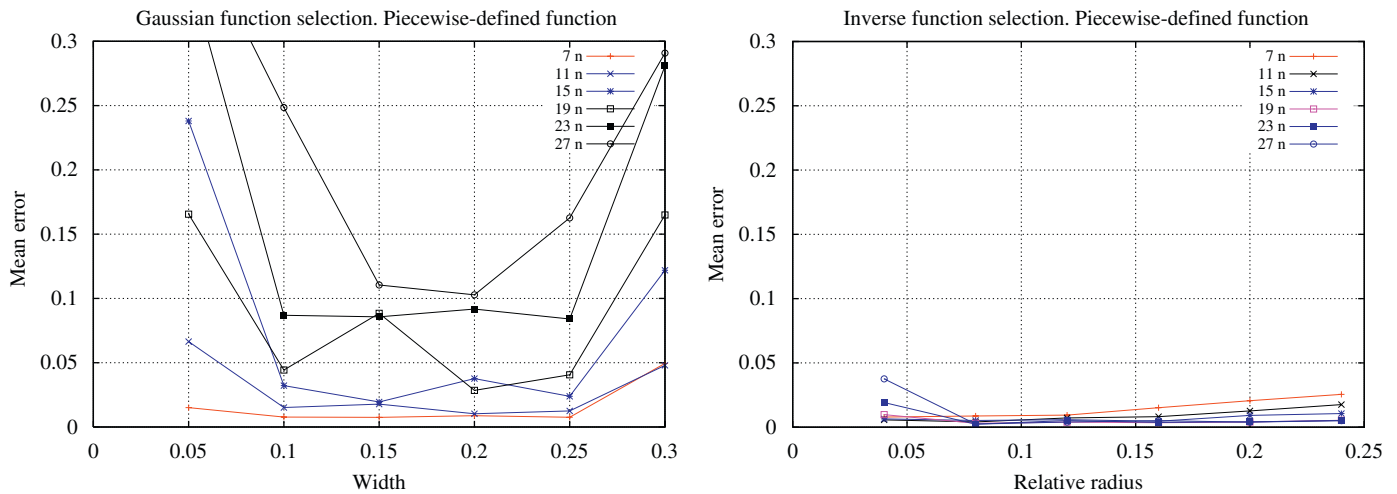 Gaussian function selection. Piecewise-defined function
0.3
0.25
0.2
0.15
0.1
0.05
0
Mean error
7 n
11 n
15 n
19 n
23 n
27 n
0 0.05 0.1 0.15 0.2 0.25 0.3
Width
Inverse function selection. Piecewise-defined function
0.3
0.25
0.2
0.15
0.1
0.05
0
Mean error
7 n
11 n
15 n
19 n
23 n
27 n
0 0.05 0.1 0.15 0.2 0.25
Relative radius